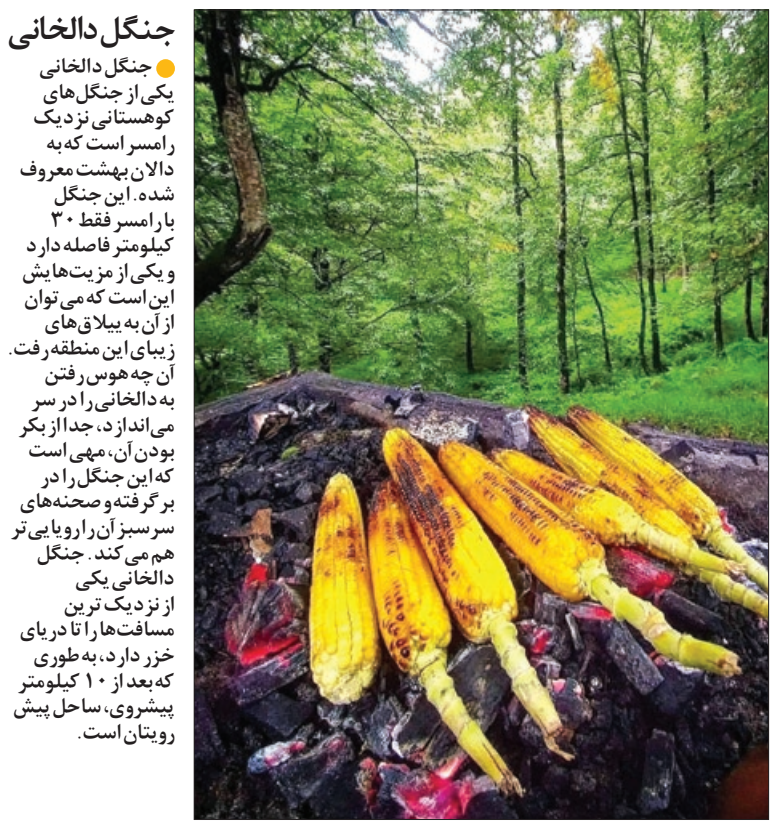 جنگل دالخانی
جنگل دالخانی
یکی از جنگل‌های
کوهستانی نزدیک
رامسر است که به
دالان بهشت معروف
شده. این جنگل
با رامسر فقط ۳۰
کیلومتر فاصله دارد
و یکی از مزیت‌هایش
این است که می‌توان
از آن به ییلاق‌های
زیبای این منطقه رفت.
آن چه هوس رفتن
به دالخانی را در سر
می‌اندازد، جدا از بکر
بودن آن، مهی است
که این جنگل را در
بر گرفته و صحنه‌های
سرسبز آن را رویایی‌تر
هم می‌کند. جنگل
دالخانی یکی
از نزدیک ترین
مسافت‌ها را تا دریای
خزر دارد، به طوری
که بعد از ۱۰ کیلومتر
پیشروی، ساحل پیش
رویتان است.